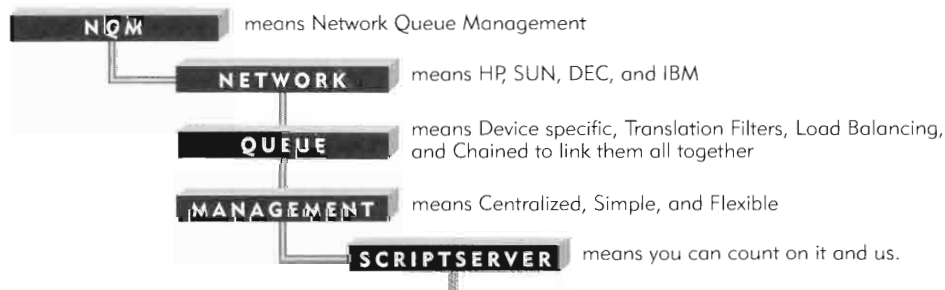 NQM means Network Queue Management
NETWORK means HP, SUN, DEC, and IBM
QUEUE means Device specific, Translation Filters, Load Balancing,
and Chained to link them all together
MANAGEMENT means Centralized, Simple, and Flexible
SCRIPTSERVER means you can count on it and us.